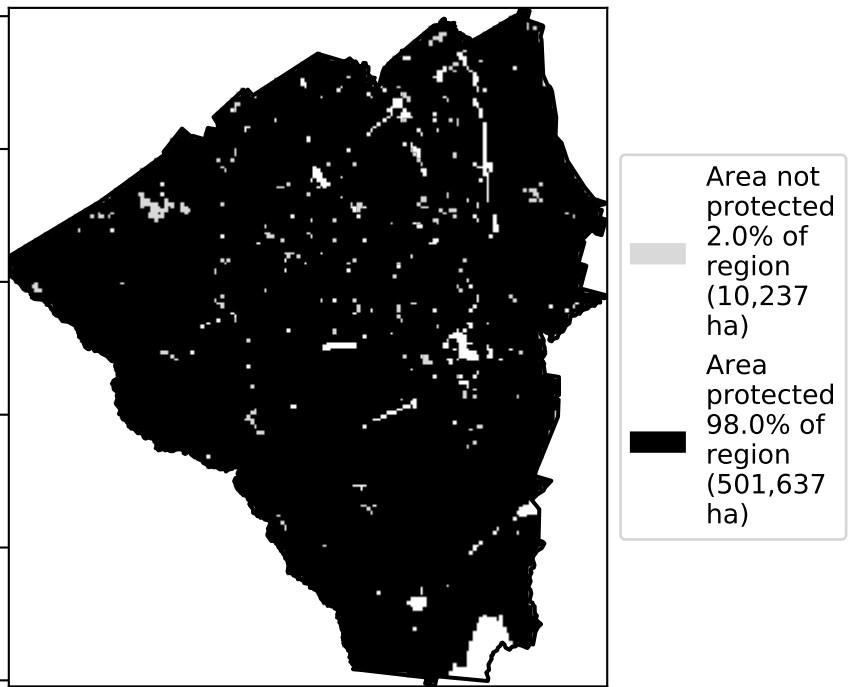 Area not
protected
2.0% of
region
(10,237
ha)
Area
protected
98.0% of
region
(501,637
ha)